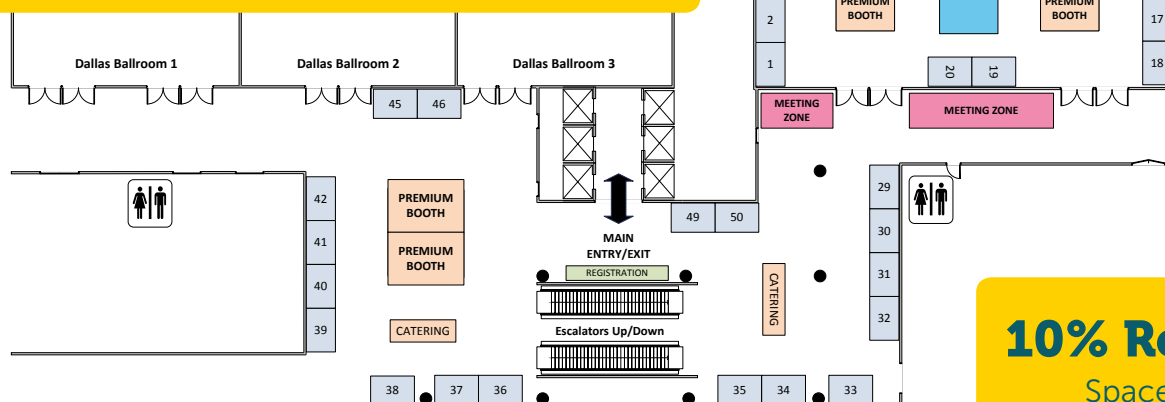 PREMIUM
BOOTH
PREMIUM
BOOTH
2
17
Dallas Ballroom 1
Dallas Ballroom 2
Dallas Ballroom 3
1
20
19
18
45
46
MEETING
ZONE
MEETING ZONE
42
PREMIUM
BOOTH
29
41
PREMIUM
BOOTH
49
50
30
MAIN
ENTRY/EXIT
REGISTRATION
40
CATERING
31
39
CATERING
Escalators Up/Down
32
10%
Space
38
37
36
35
34
33